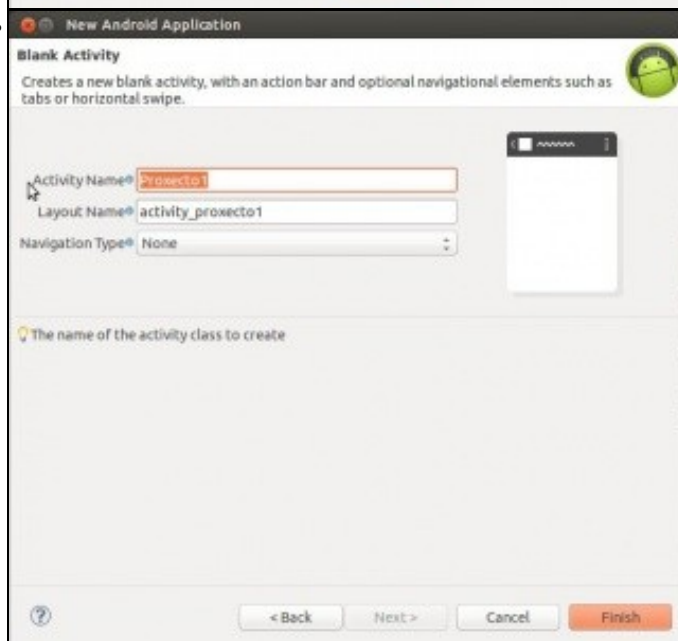 New Android Application
Blank Activity
Creates a new blank activity, with an action bar and optional navigational elements such as
tabs or horizontal swipe.
Activity Name Proxecto1
Layout Name activity_proxecto1
Navigation Type None
The name of the activity class to create
? < Back Next > Cancel Finish